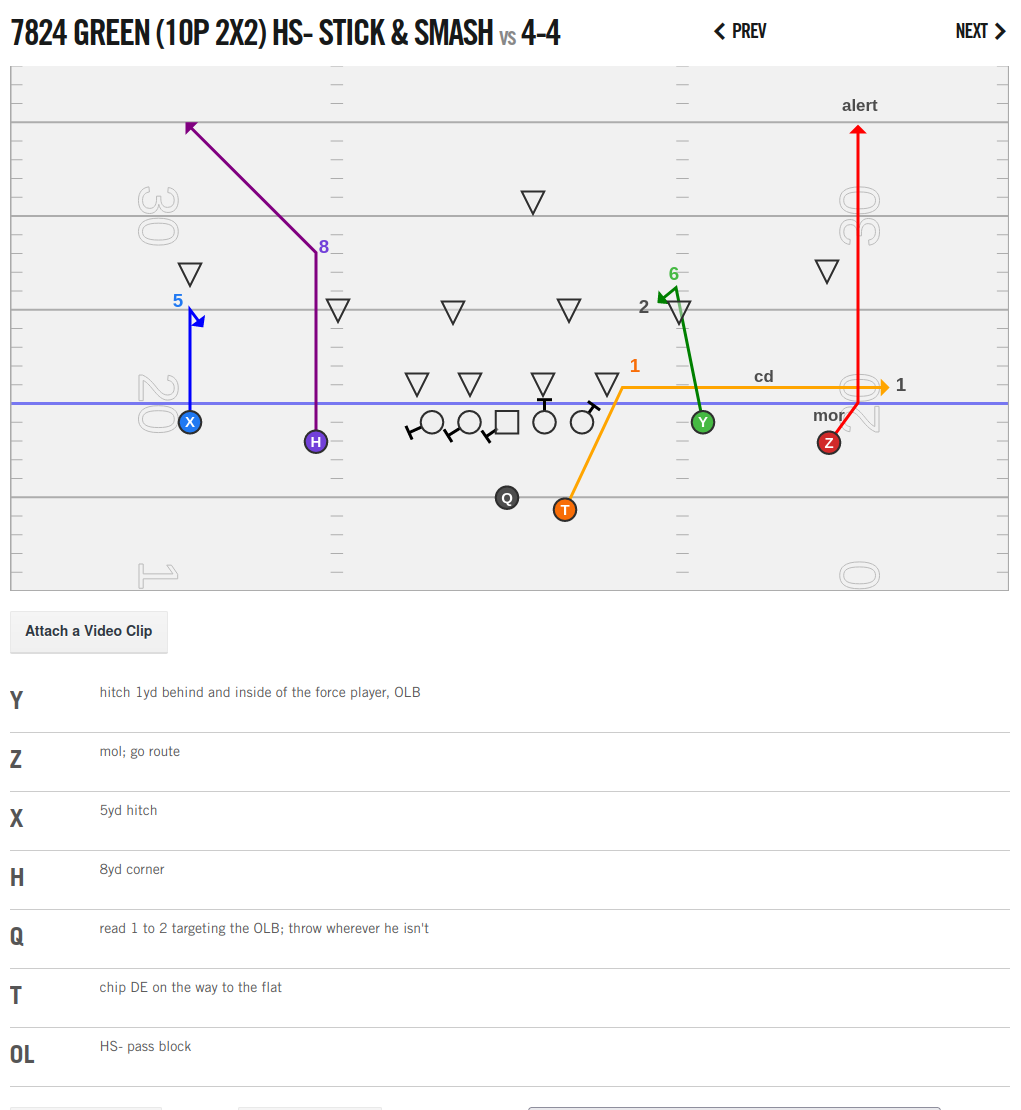 7824 GREEN (10P 2X2) HS- STICK & SMASH VS 4-4
PREV
NEXT
alert
30
30
8
6
5
2
1
cd
1
20
20
mor
X
H
Y
Z
Q
T
1
0
Attach a Video Clip
Y hitch 1yd behind and inside of the force player, OLB
Z mol; go route
X 5yd hitch
H 8yd corner
Q read 1 to 2 targeting the OLB; throw wherever he isn't
T chip DE on the way to the flat
OL HS- pass block